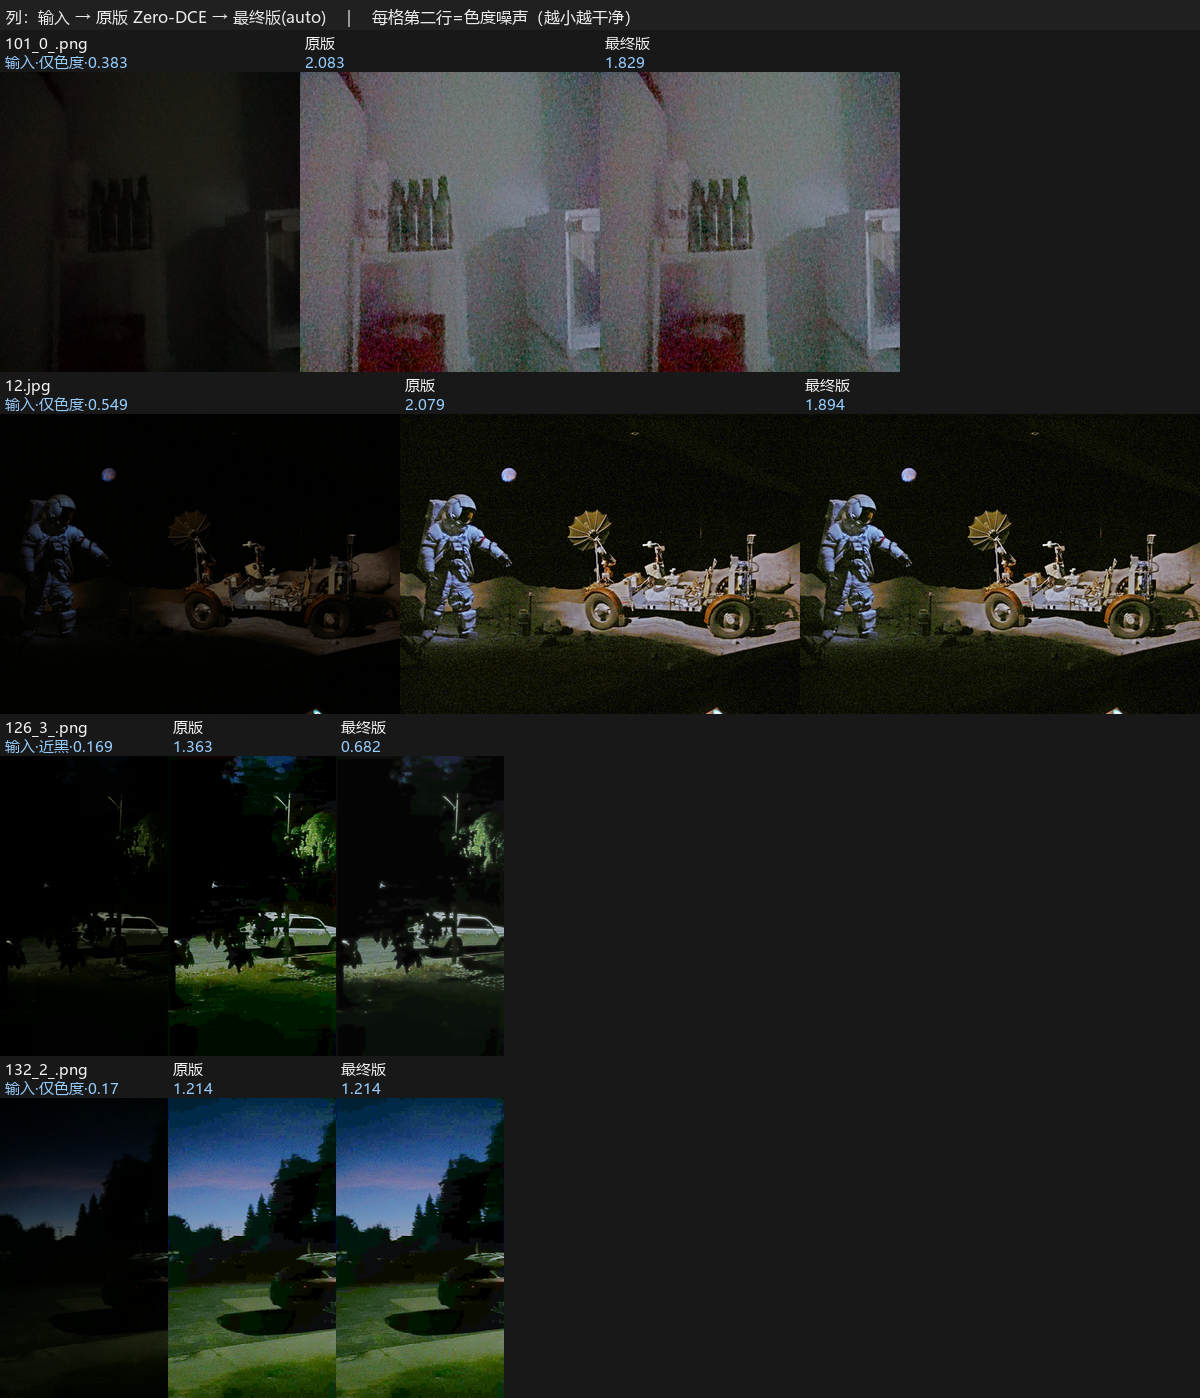 列：输入 → 原版 Zero-DCE → 最终版(auto) | 每格第二行=色度噪声（越小越干净）
101_0_.png 原版 最终版
输入·仅色度·0.383 2.083 1.829
12.jpg 原版 最终版
输入·仅色度·0.549 2.079 1.894
126_3_.png 原版 最终版
输入·近黑·0.169 1.363 0.682
132_2_.png 原版 最终版
输入·仅色度·0.17 1.214 1.214